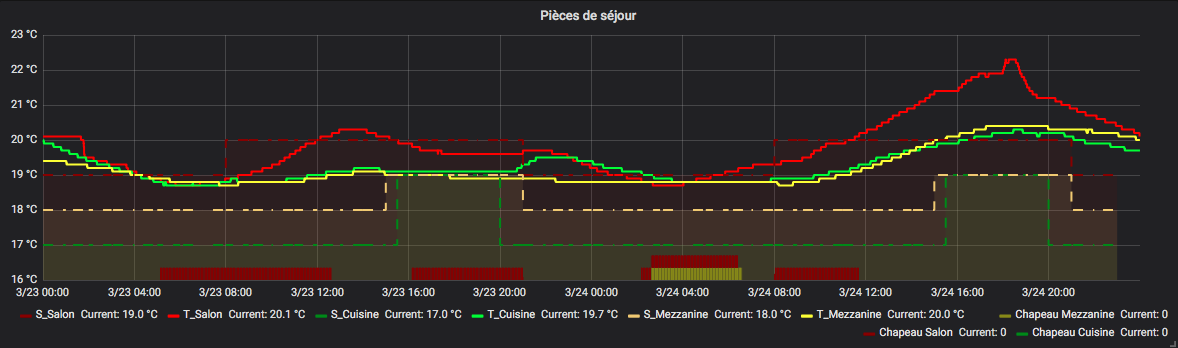 Pièces de séjour
23 °C
22 °C
21 °C
20 °C
19 °C
18 °C
17 °C
16 °C
3/23 00:00 3/23 04:00 3/23 08:00 3/23 12:00 3/23 16:00 3/23 20:00 3/24 00:00 3/24 04:00 3/24 08:00 3/24 12:00 3/24 16:00 3/24 20:00
S_Salon Current: 19.0 °C T_Salon Current: 20.1 °C S_Cuisine Current: 17.0 °C T_Cuisine Current: 19.7 °C S_Mezzanine Current: 18.0 °C T_Mezzanine Current: 20.0 °C Chapeau Mezzanine Current: 0
Chapeau Salon Current: 0 Chapeau Cuisine Current: 0